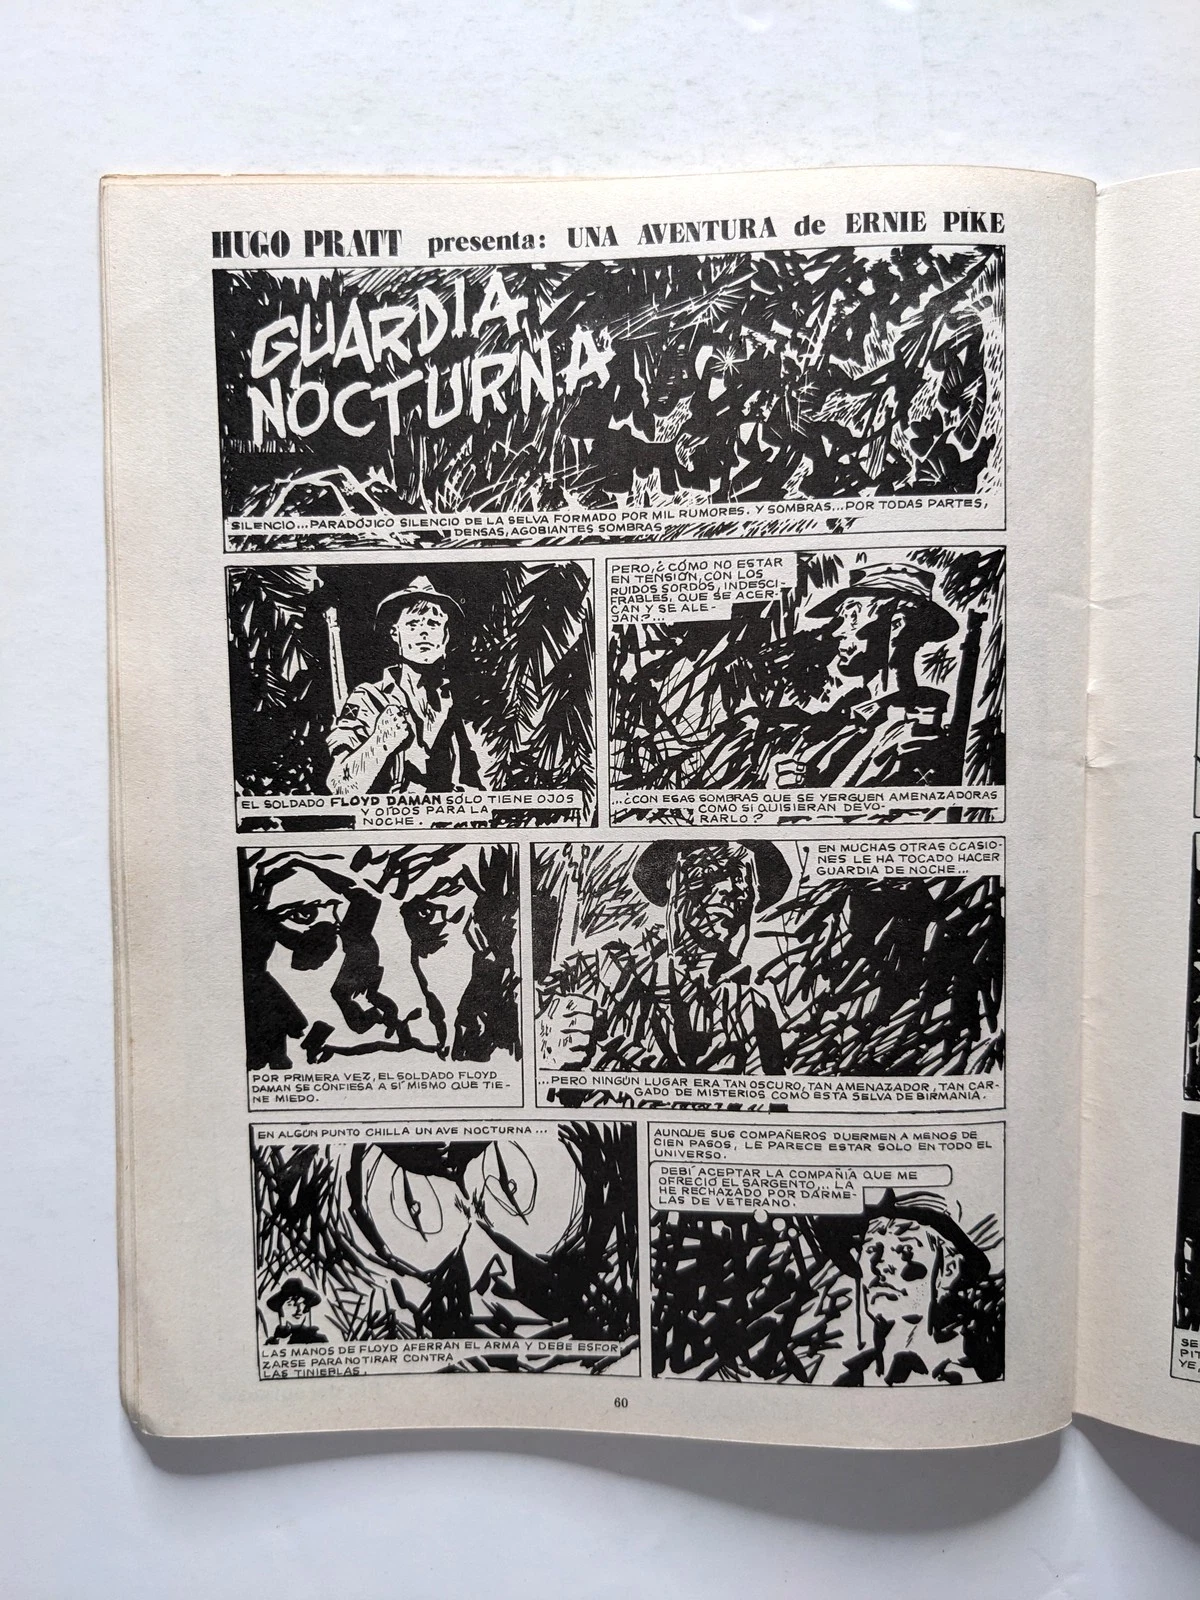 HUGO PRATT presenta: UNA AVENTURA de ERNIE PIKE
GUARDIA
NOCTURNA
SILENCIO...PARADÓJICO SILENCIO DE LA SELVA FORMADO POR MIL RUMORES. Y SOMBRAS...POR TODAS PARTES,
DENSAS, AGOBIANTES SOMBRAS
EL SOLDADO FLOYD DAMAN SÓLO TIENE OJOS
Y OÍDOS PARA LA
NOCHE.
PERO,¿CÓMO NO ESTAR
EN TENSIÓN, CON LOS
RUIDOS SORDOS, INDESCI-
FRABLES, QUE SE ACER-
CAN Y SE ALE-
JAN?...
...¿CON ESAS SOMBRAS QUE SE YERGUEN AMENAZADORAS
COMO SI QUISIERAN DEVO-
RARLO?
POR PRIMERA VEZ, EL SOLDADO FLOYD
DAMAN SE CONFIESA A SÍ MISMO QUE TIE-
NE MIEDO.
EN MUCHAS OTRAS OCASIO-
NES LE HA TOCADO HACER
GUARDIA DE NOCHE...
...PERO NINGÚN LUGAR ERA TAN OSCURO, TAN AMENAZADOR, TAN CAR-
GADO DE MISTERIOS COMO ESTA SELVA DE BIRMANIA.
EN ALGÚN PUNTO CHILLA UN AVE NOCTURNA...
LAS MANOS DE FLOYD AFERRAN EL ARMA Y DEBE ESFOR-
ZARSE PARA NO TIRAR CONTRA
LAS TINIEBLAS.
AUNQUE SUS COMPAÑEROS DUERMEN A MENOS DE
CIEN PASOS, LE PARECE ESTAR SOLO EN TODO EL
UNIVERSO.
DEBÍ ACEPTAR LA COMPAÑÍA QUE ME
OFRECIÓ EL SARGENTO... LA
HE RECHAZADO POR DÁRME-
LAS DE VETERANO.
60
SE
PIT
YE